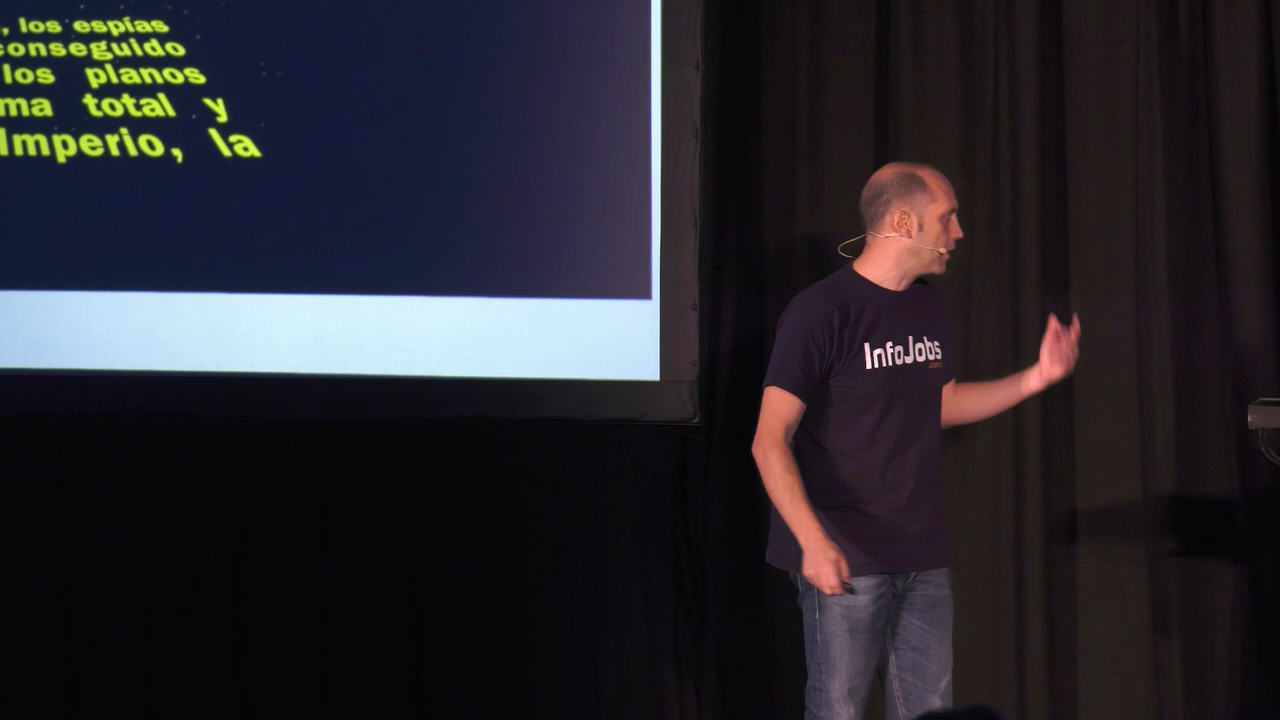 , los espías
conseguido
los planos
ma total y
Imperio, la
InfoJobs